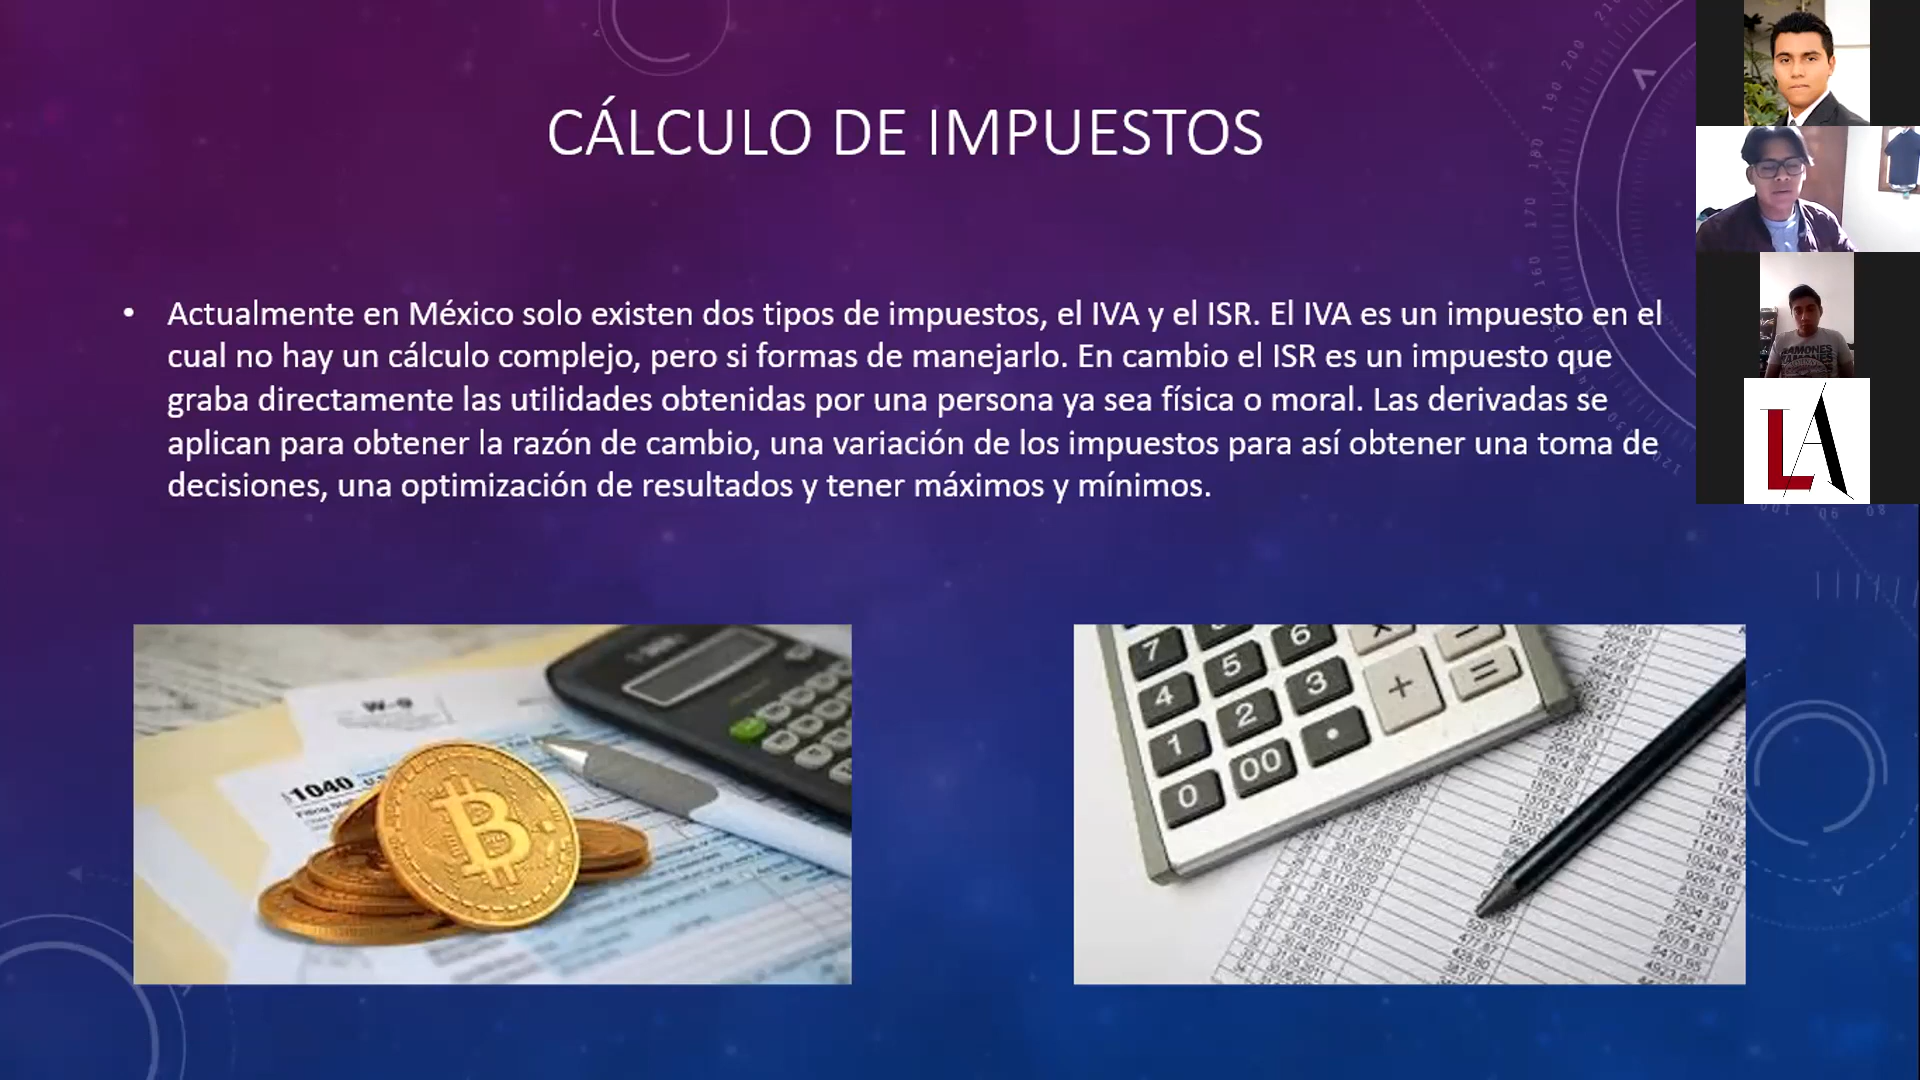 CÁLCULO DE IMPUESTOS
• Actualmente en México solo existen dos tipos de impuestos, el IVA y el ISR. El IVA es un impuesto en el
cual no hay un cálculo complejo, pero si formas de manejarlo. En cambio el ISR es un impuesto que
graba directamente las utilidades obtenidas por una persona ya sea física o moral. Las derivadas se
aplican para obtener la razón de cambio, una variación de los impuestos para así obtener una toma de
decisiones, una optimización de resultados y tener máximos y mínimos.
RAMONES
LA
W-9
1040
7
6
4 5 3 + =
1 2 •
0 00